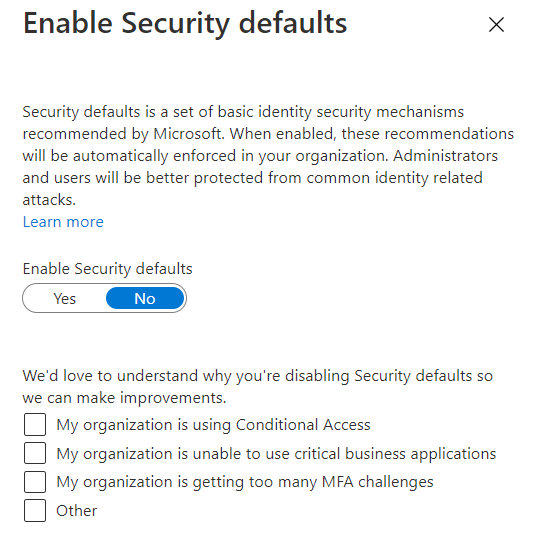 Enable Security defaults
Security defaults is a set of basic identity security mechanisms
recommended by Microsoft. When enabled, these recommendations
will be automatically enforced in your organization. Administrators
and users will be better protected from common identity related
attacks.
Learn more
Enable Security defaults
Yes No
We'd love to understand why you're disabling Security defaults so
we can make improvements.
My organization is using Conditional Access
My organization is unable to use critical business applications
My organization is getting too many MFA challenges
Other